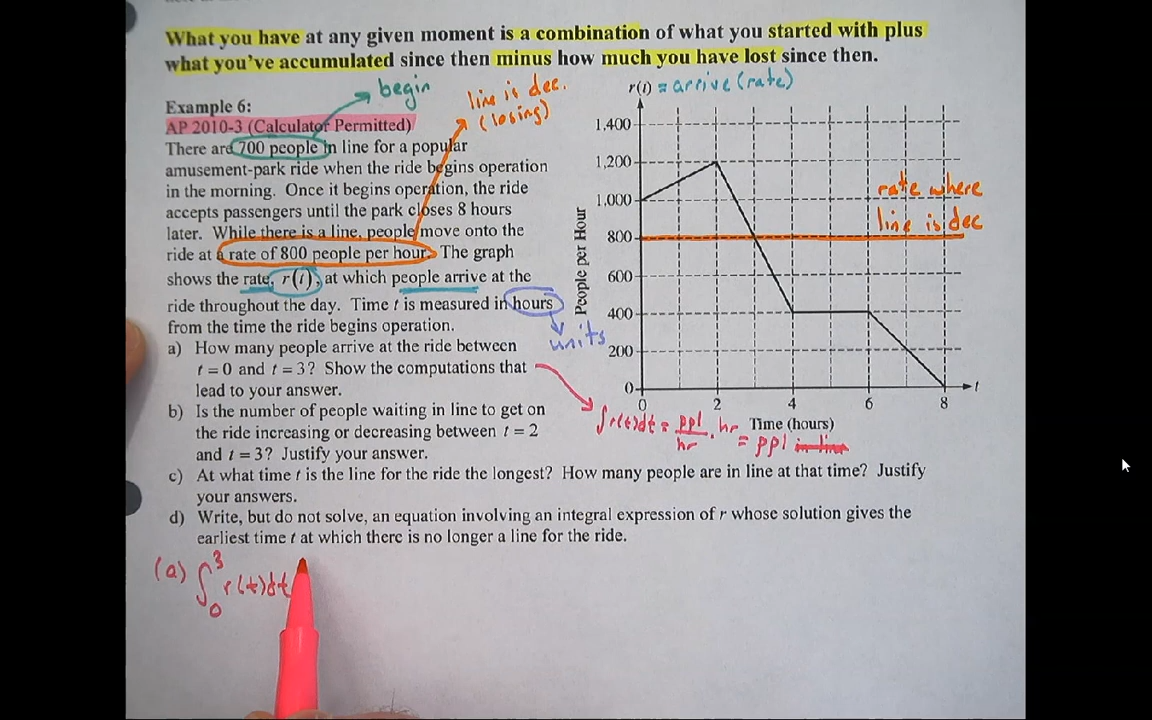 What you have at any given moment is a combination of what you started with plus
what you've accumulated since then minus how much you have lost since then.
begin
line is dec.
(losing)
r(t) = arrive (rate)
Example 6:
AP 2010-3 (Calculator Permitted)
There are 700 people in line for a popular
amusement-park ride when the ride begins operation
in the morning. Once it begins operation, the ride
accepts passengers until the park closes 8 hours
later. While there is a line, people move onto the
ride at a rate of 800 people per hour. The graph
shows the rate, r(t), at which people arrive at the
ride throughout the day. Time t is measured in hours
from the time the ride begins operation.
units
a) How many people arrive at the ride between
t = 0 and t = 3? Show the computations that
lead to your answer.
b) Is the number of people waiting in line to get on
the ride increasing or decreasing between t = 2
and t = 3? Justify your answer.
c) At what time t is the line for the ride the longest? How many people are in line at that time? Justify
your answers.
d) Write, but do not solve, an equation involving an integral expression of r whose solution gives the
earliest time t at which there is no longer a line for the ride.
1,400
1,200
1,000
800
600
400
200
0
People per Hour
rate where
line is dec
0 2 4 6 8 t
Time (hours)
∫r(t)dt = ppl/hr · hr
= ppl in line
(a) ∫₀³ r(t)dt